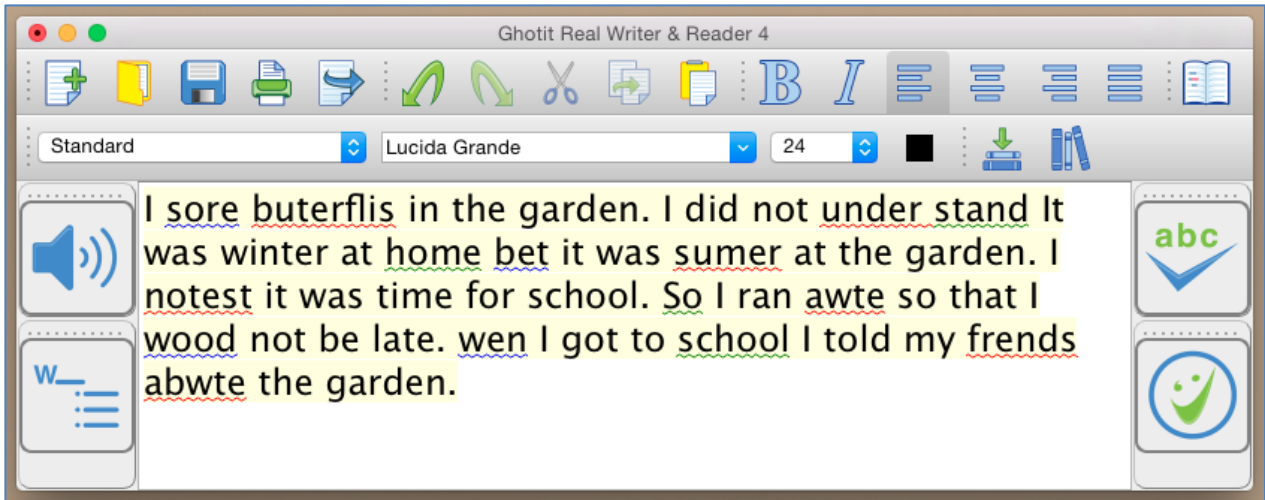 Ghotit Real Writer & Reader 4
B I
Standard Lucida Grande 24
I sore buterflis in the garden. I did not under stand It
was winter at home bet it was sumer at the garden. I
notest it was time for school. So I ran awte so that I
wood not be late. wen I got to school I told my frends
abwte the garden.
abc
W